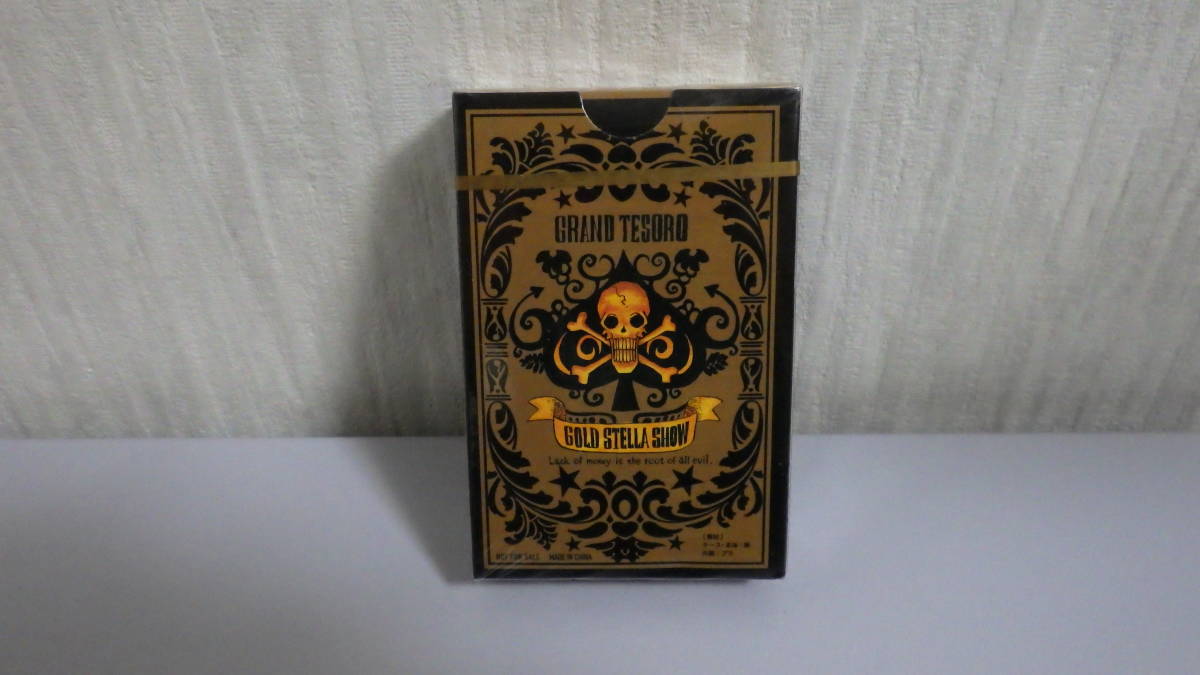 GRAND TESORO
GOLD STELLA SHOW
Lack of money is the root of all evil.
NOT FOR SALE MADE IN CHINA